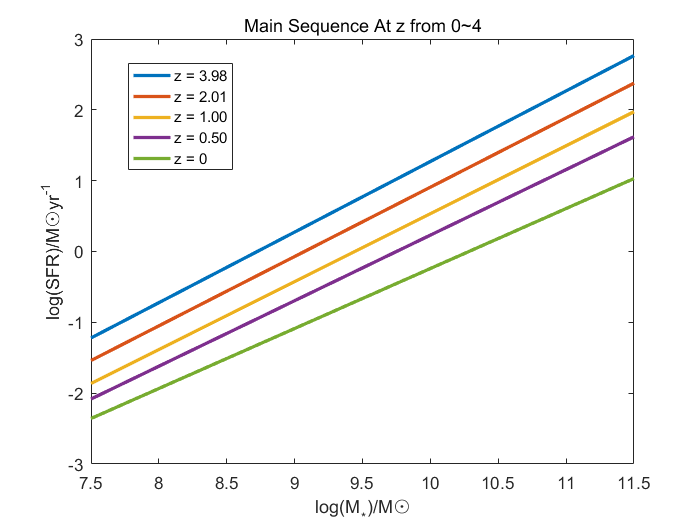 Main Sequence At z from 0~4
3
2
1
0
-1
-2
-3
z = 3.98
z = 2.01
z = 1.00
z = 0.50
z = 0
log(SFR)/M☉yr⁻¹
7.5 8 8.5 9 9.5 10 10.5 11 11.5
log(M⋆)/M☉